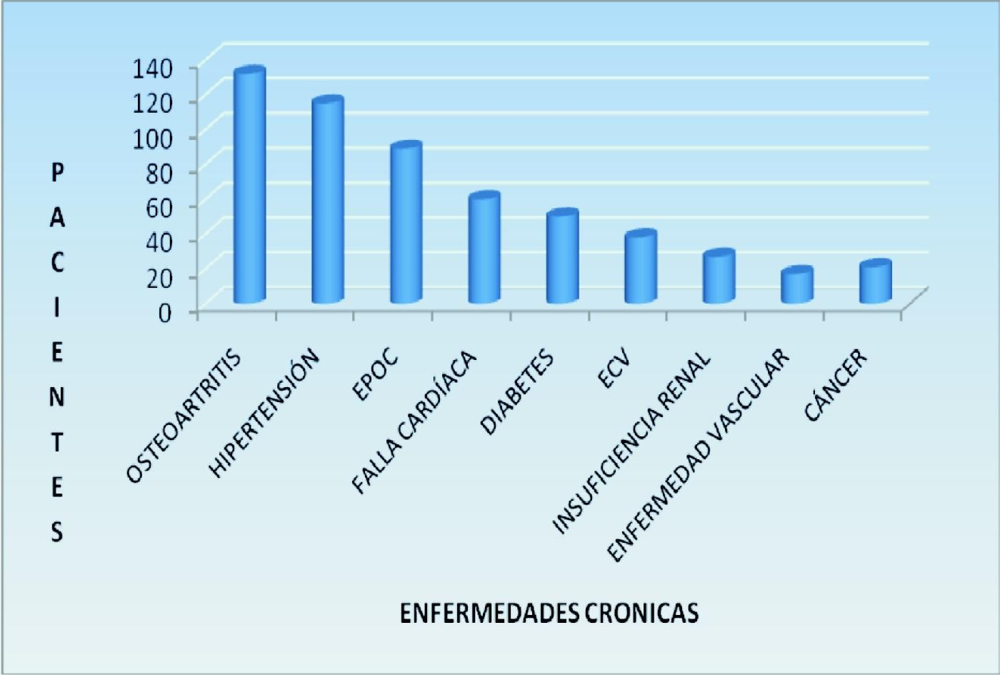 PACIENTES
140
120
100
80
60
40
20
0
OSTEOARTRITIS
HIPERTENSIÓN
EPOC
FALLA CARDÍACA
DIABETES
ECV
INSUFICIENCIA RENAL
ENFERMEDAD VASCULAR
CÁNCER
ENFERMEDADES CRONICAS